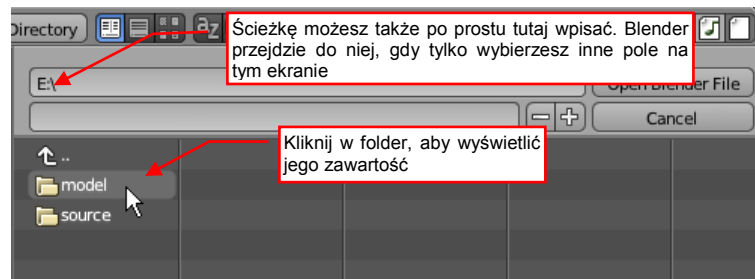 Directory
Ścieżkę możesz także po prostu tutaj wpisać. Blender
przejdzie do niej, gdy tylko wybierzesz inne pole na
tym ekranie
E:\
Open Blender File
Cancel
Kliknij w folder, aby wyświetlić
jego zawartość
..
model
source